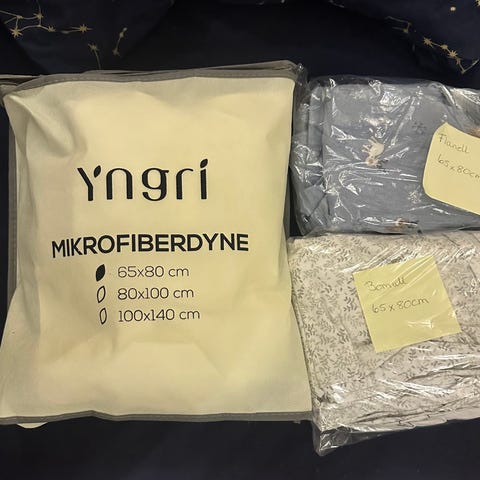 Yngri
MIKROFIBERDYNE
65x80 cm
80x100 cm
100x140 cm
Flanell
65x80cm
Bomull
65x80cm